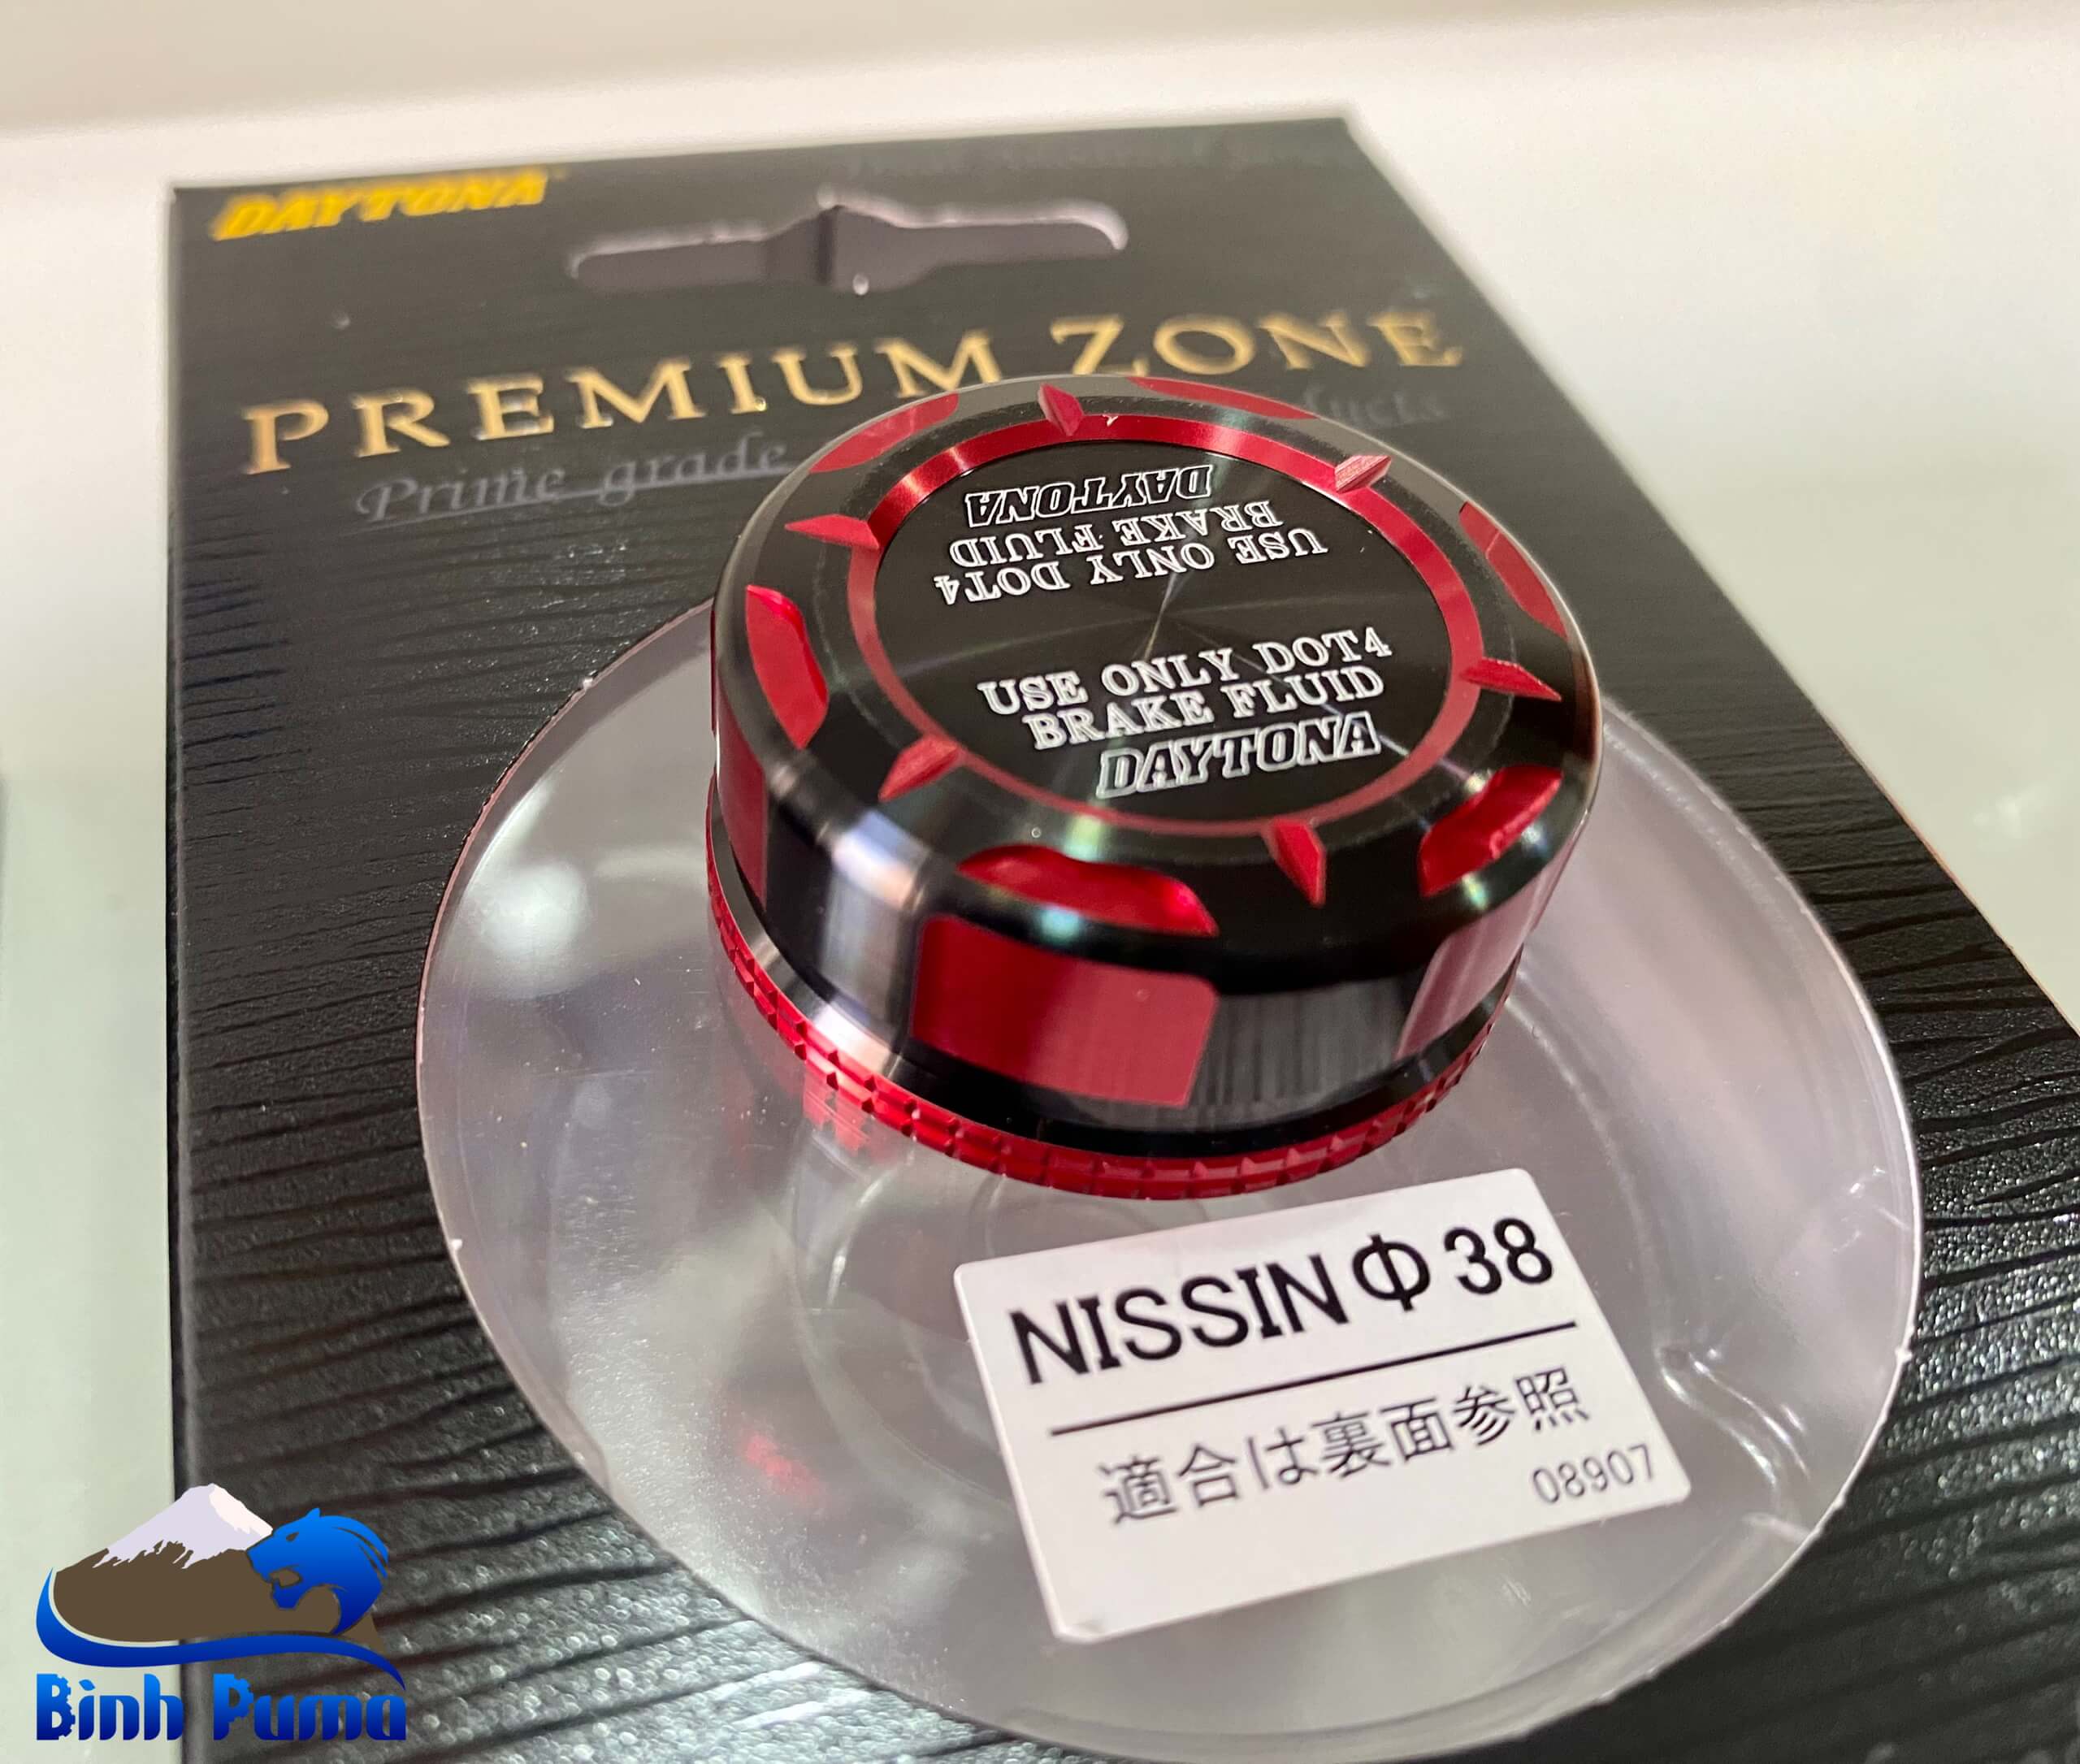 DAYTONA
PREMIUM ZONE
Prime grade
DAYTONA
BRAKE FLUID
USE ONLY DOT4
USE ONLY DOT4
BRAKE FLUID
DAYTONA
NISSIN Φ 38
適合は裏面参照
08907
Binh Puma